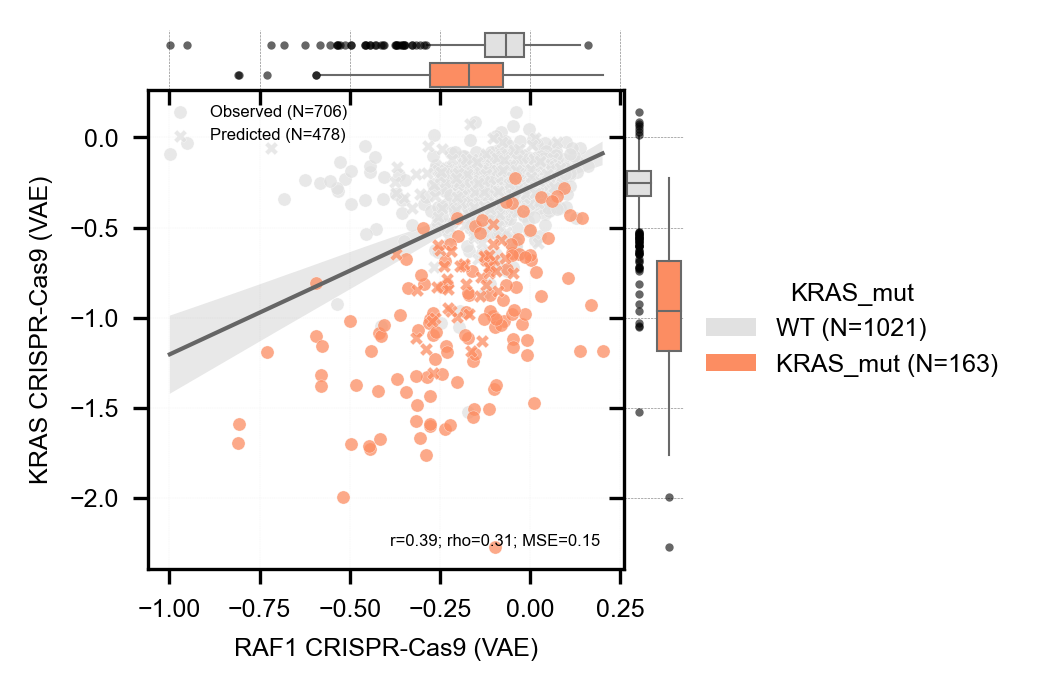 Observed (N=706)
Predicted (N=478)
0.0
−0.5
−1.0
−1.5
−2.0
KRAS CRISPR-Cas9 (VAE)
r=0.39; rho=0.31; MSE=0.15
−1.00 −0.75 −0.50 −0.25 0.00 0.25
RAF1 CRISPR-Cas9 (VAE)
KRAS_mut
WT (N=1021)
KRAS_mut (N=163)